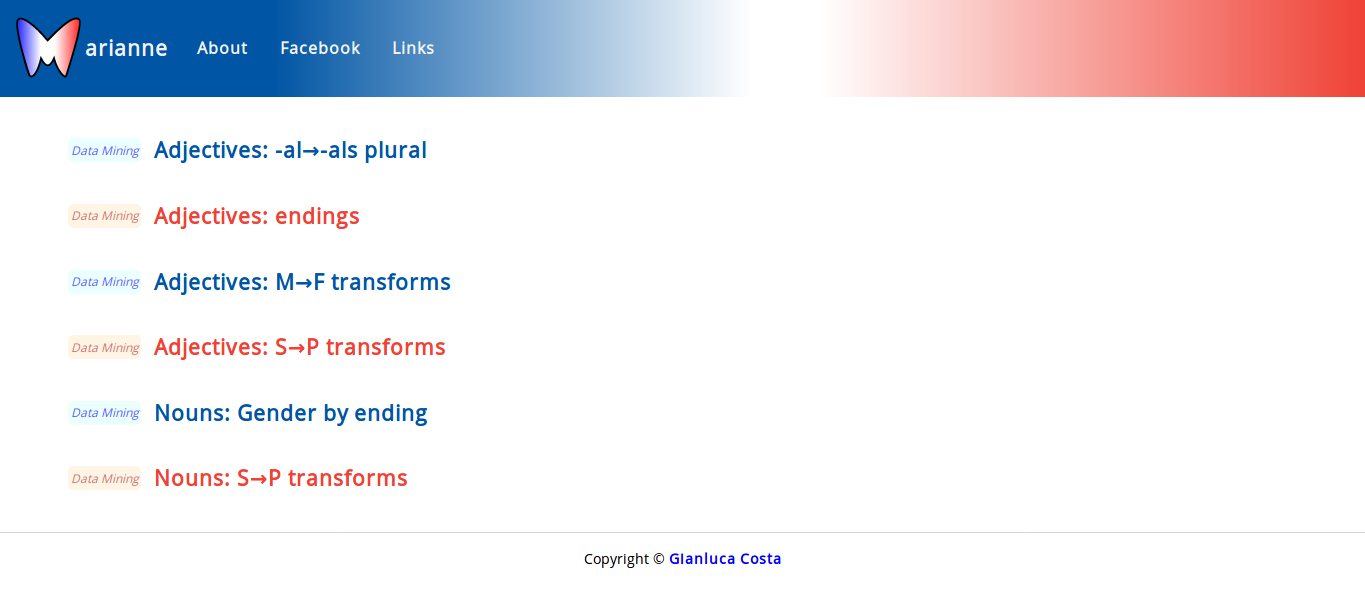 Marianne About Facebook Links
Data Mining Adjectives: -al→-als plural
Data Mining Adjectives: endings
Data Mining Adjectives: M→F transforms
Data Mining Adjectives: S→P transforms
Data Mining Nouns: Gender by ending
Data Mining Nouns: S→P transforms
Copyright © Gianluca Costa